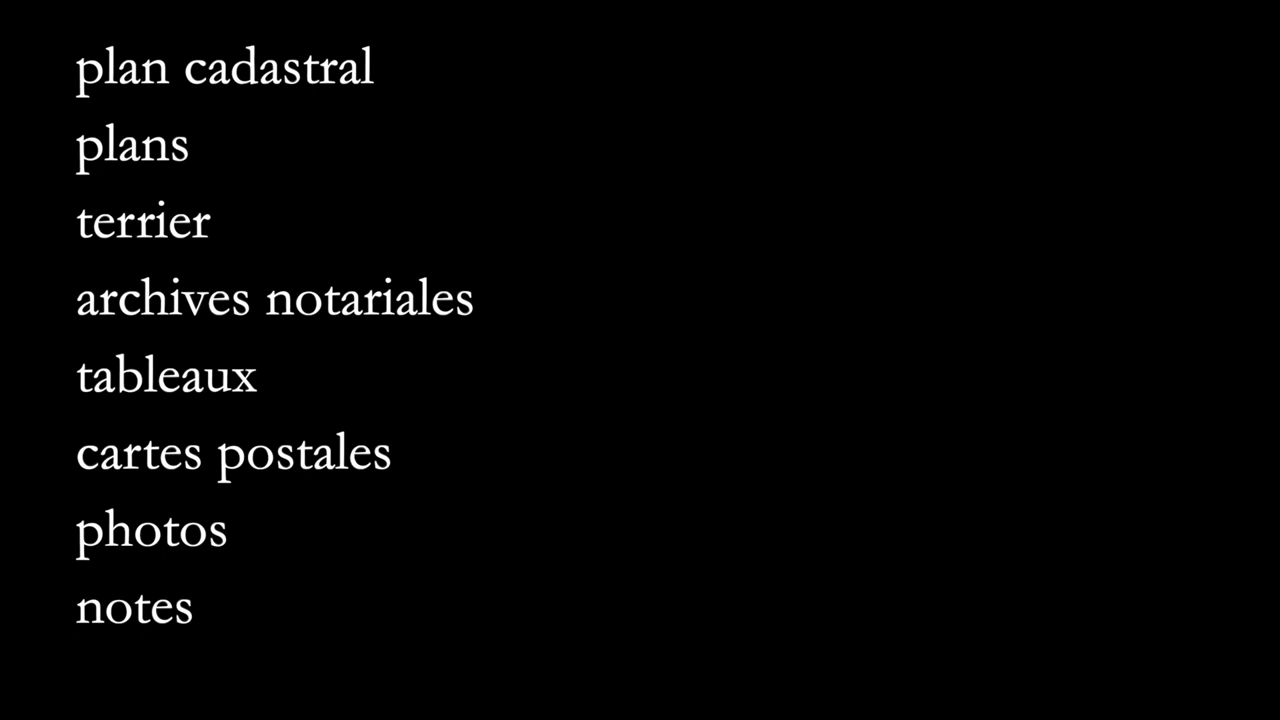 plan cadastral
plans
terrier
archives notariales
tableaux
cartes postales
photos
notes